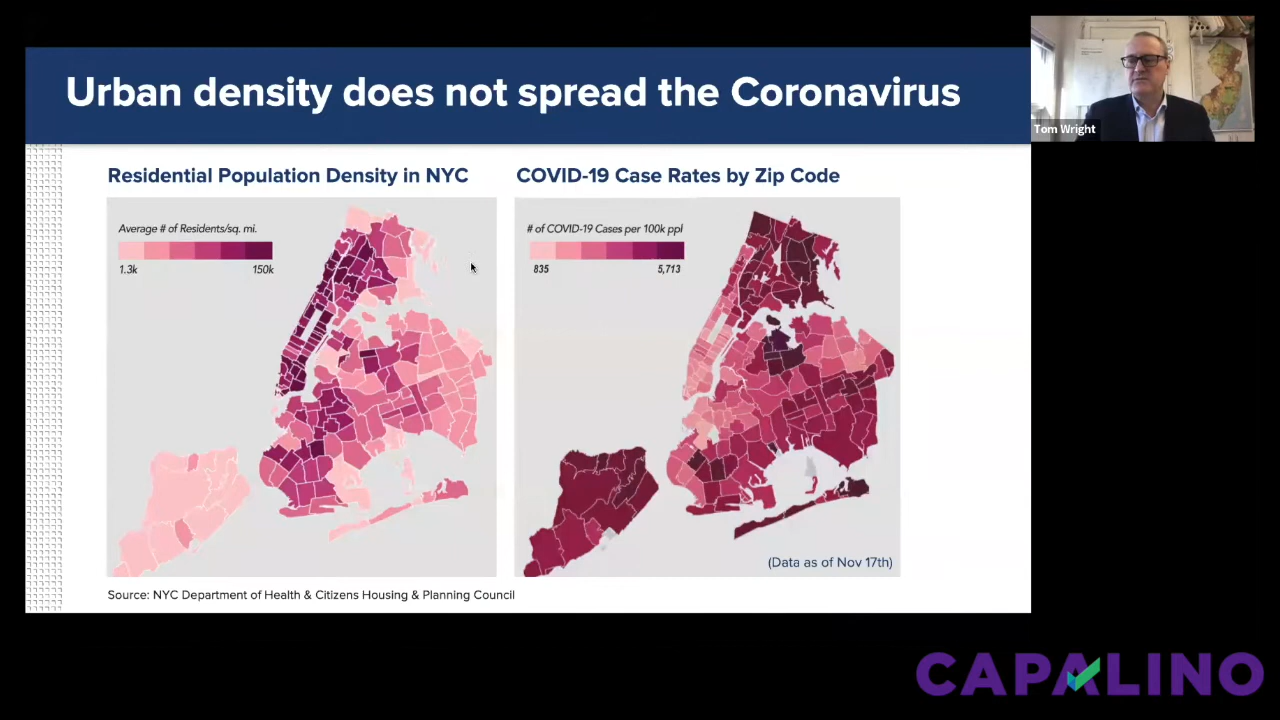 Urban density does not spread the Coronavirus
Tom Wright
Residential Population Density in NYC
Average # of Residents/sq. mi.
1.3k 150k
COVID-19 Case Rates by Zip Code
# of COVID-19 Cases per 100k ppl
835 5,713
(Data as of Nov 17th)
Source: NYC Department of Health & Citizens Housing & Planning Council
CAPALINO